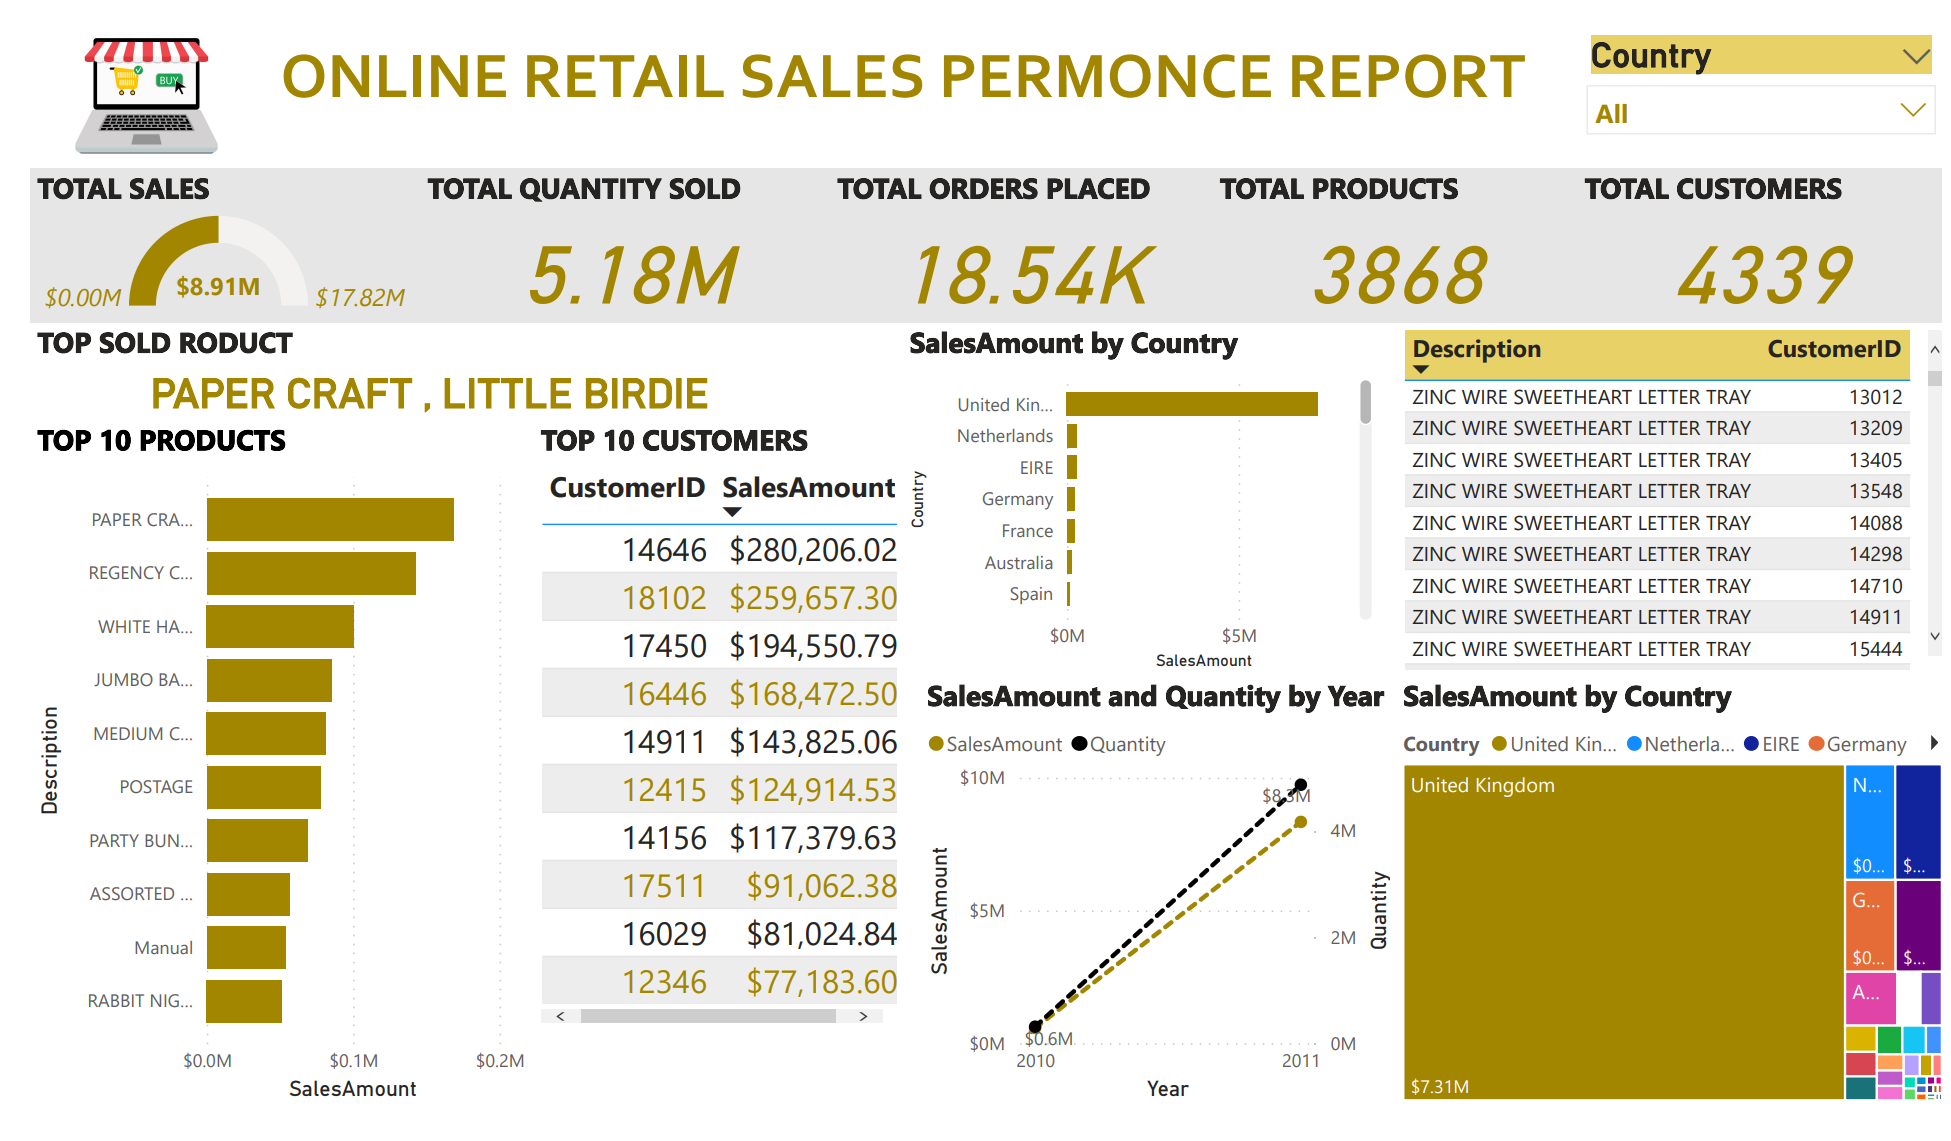 BUY
ONLINE RETAIL SALES PERMONCE REPORT
Country
All
TOTAL SALES
$0.00M
$8.91M
$17.82M
TOTAL QUANTITY SOLD
5.18M
TOTAL ORDERS PLACED
18.54K
TOTAL PRODUCTS
3868
TOTAL CUSTOMERS
4339
TOP SOLD RODUCT
PAPER CRAFT , LITTLE BIRDIE
TOP 10 PRODUCTS
Description
PAPER CRA...
REGENCY C...
WHITE HA...
JUMBO BA...
MEDIUM C...
POSTAGE
PARTY BUN...
ASSORTED ...
Manual
RABBIT NIG...
$0.0M $0.1M $0.2M
SalesAmount
TOP 10 CUSTOMERS
CustomerID SalesAmount
14646 $280,206.02
18102 $259,657.30
17450 $194,550.79
16446 $168,472.50
14911 $143,825.06
12415 $124,914.53
14156 $117,379.63
17511 $91,062.38
16029 $81,024.84
12346 $77,183.60
SalesAmount by Country
Country
United Kin...
Netherlands
EIRE
Germany
France
Australia
Spain
$0M $5M
SalesAmount
Description CustomerID
ZINC WIRE SWEETHEART LETTER TRAY 13012
ZINC WIRE SWEETHEART LETTER TRAY 13209
ZINC WIRE SWEETHEART LETTER TRAY 13405
ZINC WIRE SWEETHEART LETTER TRAY 13548
ZINC WIRE SWEETHEART LETTER TRAY 14088
ZINC WIRE SWEETHEART LETTER TRAY 14298
ZINC WIRE SWEETHEART LETTER TRAY 14710
ZINC WIRE SWEETHEART LETTER TRAY 14911
ZINC WIRE SWEETHEART LETTER TRAY 15444
SalesAmount and Quantity by Year
SalesAmount Quantity
SalesAmount
$10M
$5M
$0M
$8.3M
$0.6M
4M
2M
0M
Quantity
2010 2011
Year
SalesAmount by Country
Country United Kin... Netherla... EIRE Germany
United Kingdom
$7.31M
N...
$0...
$...
G...
$0...
$...
A...